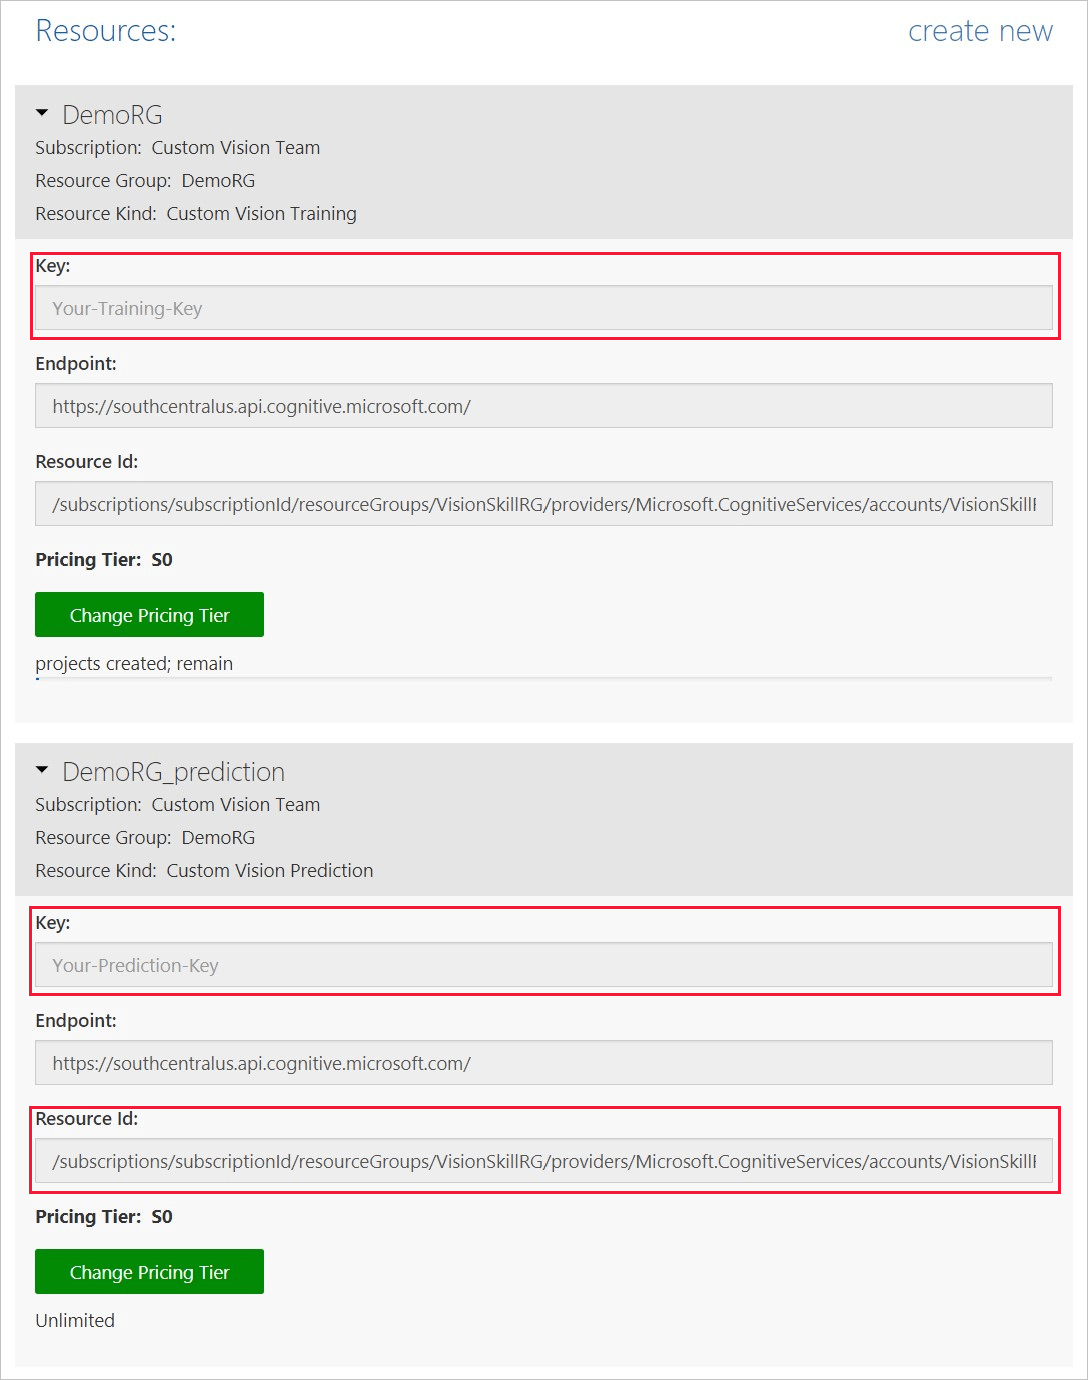 Resources:
create new
DemoRG
Subscription: Custom Vision Team
Resource Group: DemoRG
Resource Kind: Custom Vision Training
Key:
Your-Training-Key
Endpoint:
https://southcentralus.api.cognitive.microsoft.com/
Resource Id:
/subscriptions/subscriptionId/resourceGroups/VisionSkillRG/providers/Microsoft.CognitiveServices/accounts/VisionSkill
Pricing Tier: S0
Change Pricing Tier
projects created; remain
DemoRG_prediction
Subscription: Custom Vision Team
Resource Group: DemoRG
Resource Kind: Custom Vision Prediction
Key:
Your-Prediction-Key
Endpoint:
https://southcentralus.api.cognitive.microsoft.com/
Resource Id:
/subscriptions/subscriptionId/resourceGroups/VisionSkillRG/providers/Microsoft.CognitiveServices/accounts/VisionSkill
Pricing Tier: S0
Change Pricing Tier
Unlimited